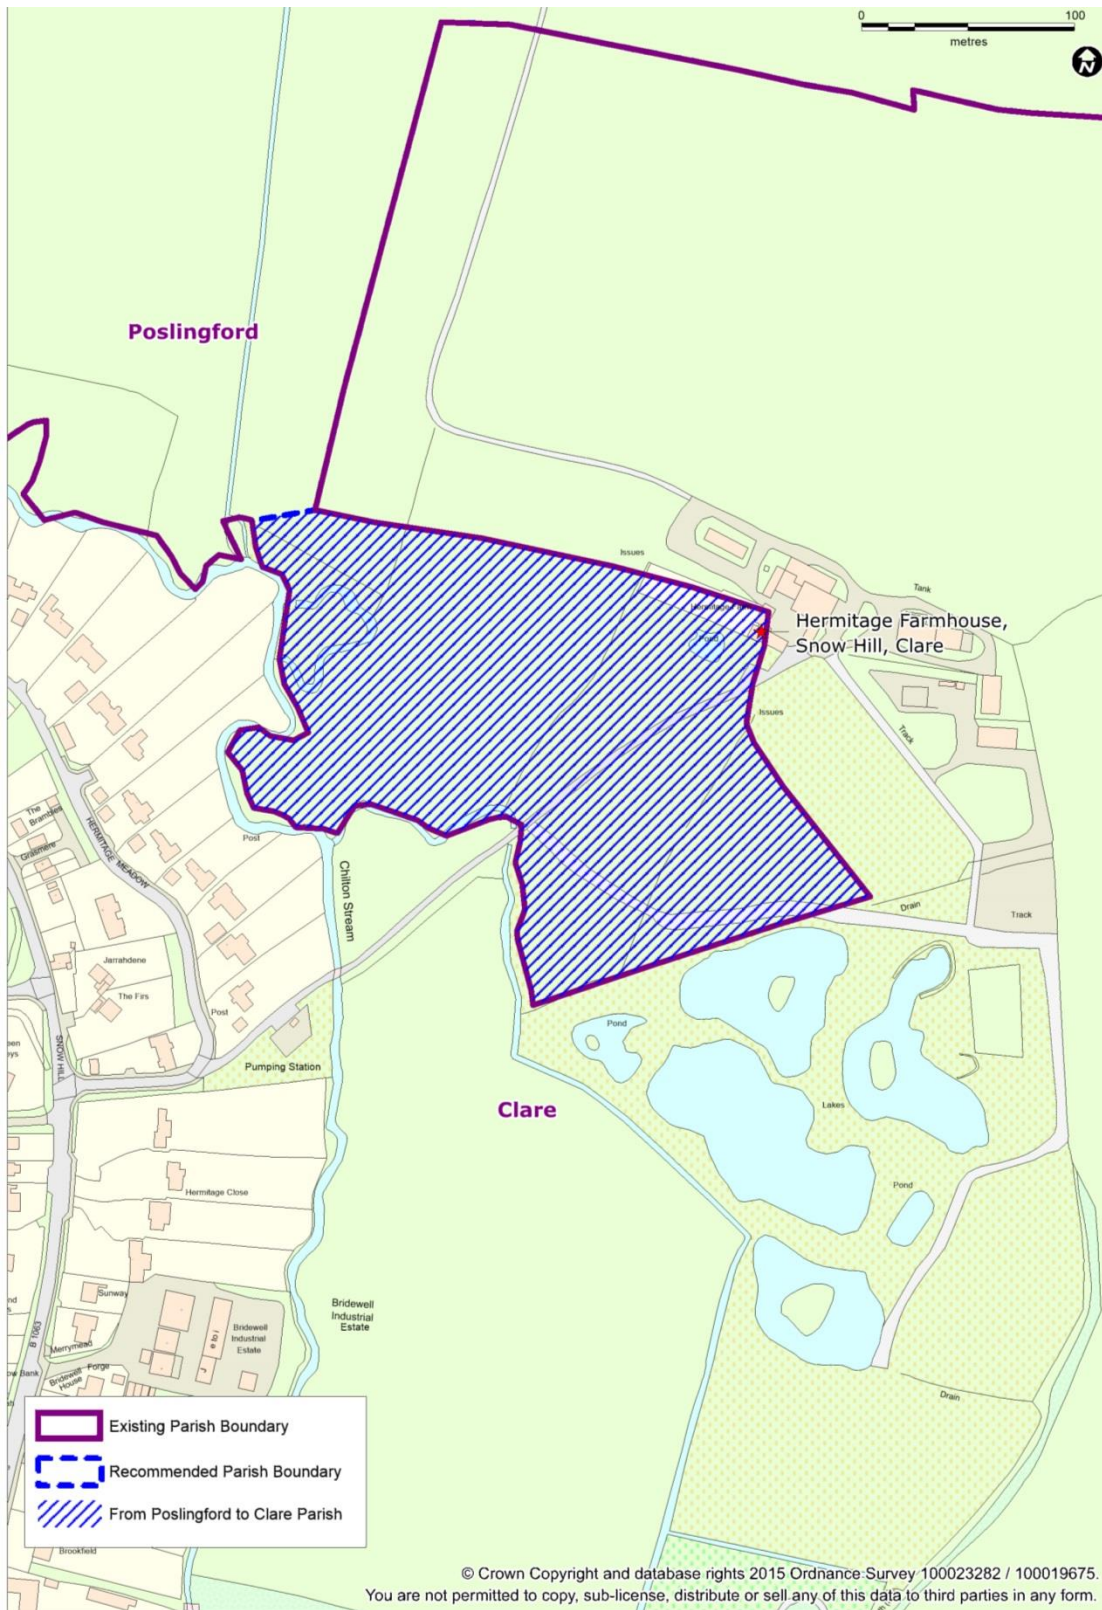 0 100
metres
N
Poslingford
Issues
Tank
Hermitage Farmhouse,
Snow Hill, Clare
Pond
Issues
Track
The
Brambles
Grasmere
HERMITAGE MEADOW
Post
Chilton Stream
Drain
Track
Jarrahdene
The Firs
Post
Pond
SNOW HILL
Pumping Station
Clare
Lakes
Hermitage Close
Pond
Sunway
Bridewell
Industrial
Estate
Bridewell
Industrial
Estate
B 1063
Merrymead
Forge
Bridewell
House
Drain
Existing Parish Boundary
Recommended Parish Boundary
From Poslingford to Clare Parish
Brookfield
© Crown Copyright and database rights 2015 Ordnance Survey 100023282 / 100019675.
You are not permitted to copy, sub-license, distribute or sell any of this data to third parties in any form.